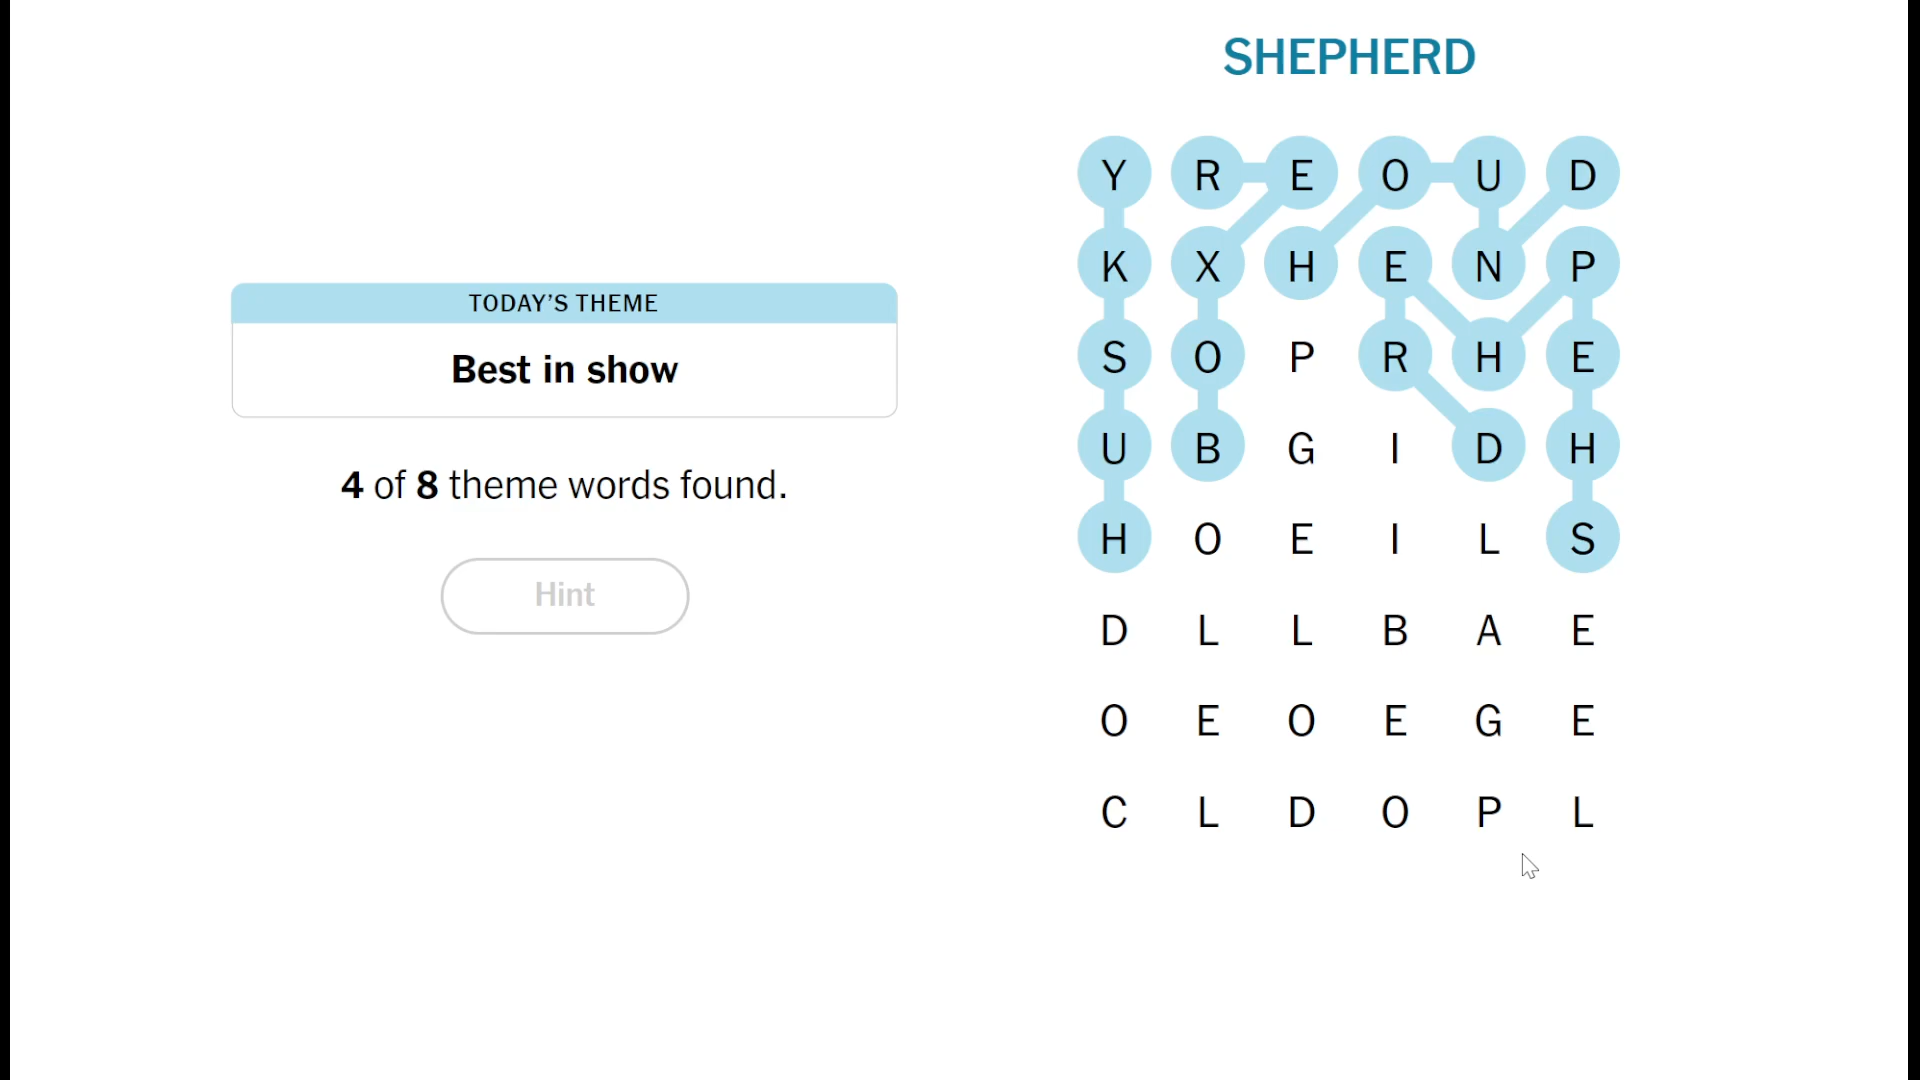 TODAY’S THEME
Best in show
4 of 8 theme words found.
Hint
SHEPHERD
Y R E O U D
K X H E N P
S O P R H E
U B G I D H
H O E I L S
D L L B A E
O E O E G E
C L D O P L